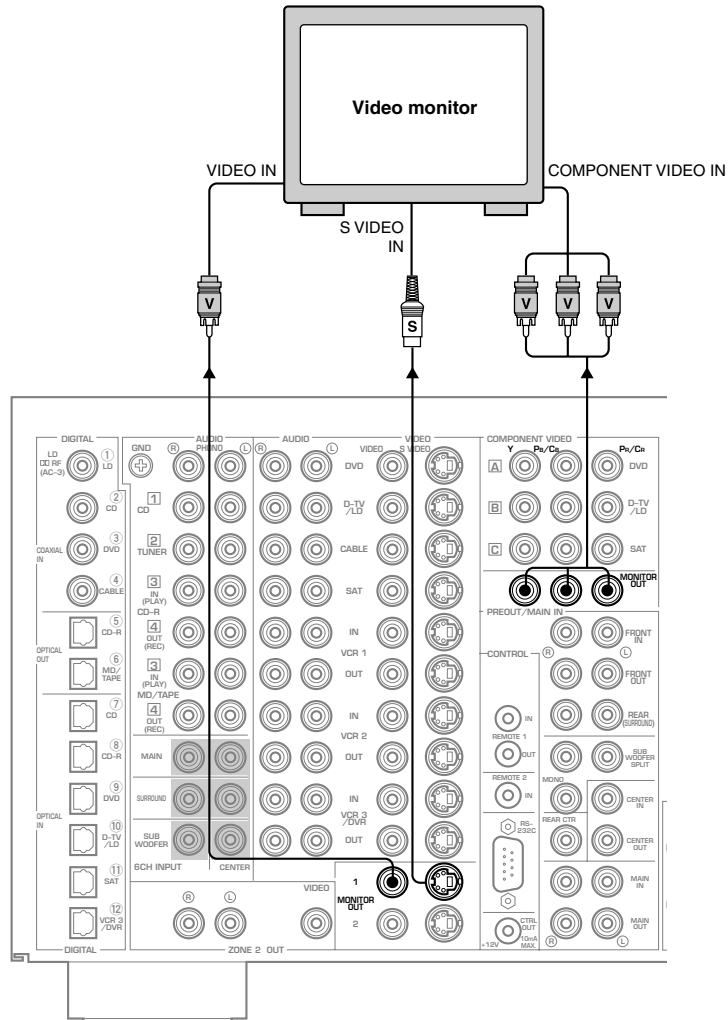 Video monitor
VIDEO IN
COMPONENT VIDEO IN
S VIDEO
IN
V
S
V V V
DIGITAL
LD
RF
(AC-3)
① LD
② CD
COAXIAL
IN
③ DVD
④ CABLE
OPTICAL
OUT
⑤ CD-R
⑥ MD/
TAPE
⑦ CD
⑧ CD-R
OPTICAL
IN
⑨ DVD
⑩ D-TV
/LD
⑪ SAT
⑫ VCR 3
/DVR
DIGITAL
AUDIO
GND
R PHONO L
1
CD
2
TUNER
3
IN
(PLAY)
CD-R
4
OUT
(REC)
3
IN
(PLAY)
MD/TAPE
4
OUT
(REC)
MAIN
SURROUND
SUB
WOOFER
6CH INPUT
CENTER
AUDIO
R L
VIDEO
VIDEO S VIDEO
DVD
D-TV
/LD
CABLE
SAT
IN
VCR 1
OUT
IN
VCR 2
OUT
IN
VCR 3
/DVR
OUT
1
MONITOR
OUT
2
R L
VIDEO
ZONE 2 OUT
COMPONENT VIDEO
Y PB/CB PR/CR
A DVD
B D-TV
/LD
C SAT
MONITOR
OUT
PREOUT/MAIN IN
CONTROL
R L
FRONT
IN
FRONT
OUT
REAR
(SURROUND)
IN
REMOTE 1
OUT
REMOTE 2
IN
SUB
WOOFER
SPLIT
MONO
CENTER
IN
REAR CTR
CENTER
OUT
RS-
232C
MAIN
IN
MAIN
OUT
R L
CTRL
OUT
+12V 10mA
MAX.